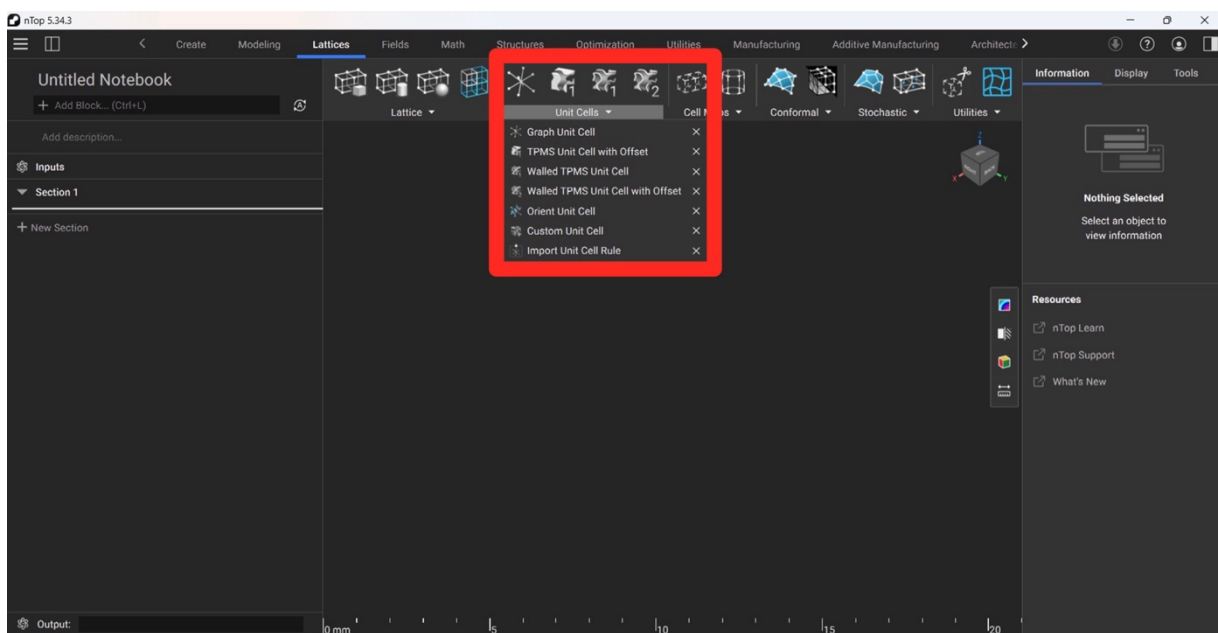 nTop 5.34.3
Create Modeling Lattices Fields Math Structures Optimization Utilities Manufacturing Additive Manufacturing
Untitled Notebook
+ Add Block... (Ctrl+L)
Add description...
Inputs
Section 1
+ New Section
Output:
1 1 2
Lattice Unit Cells Conformal Stochastic Utilities
Graph Unit Cell
TPMS Unit Cell with Offset
Walled TPMS Unit Cell
Walled TPMS Unit Cell with Offset
Orient Unit Cell
Custom Unit Cell
Import Unit Cell Rule
z
x
Y
0 mm 5 10 15 20
Information Display Tools
Nothing Selected
Select an object to
view information
Resources
nTop Learn
nTop Support
What's New